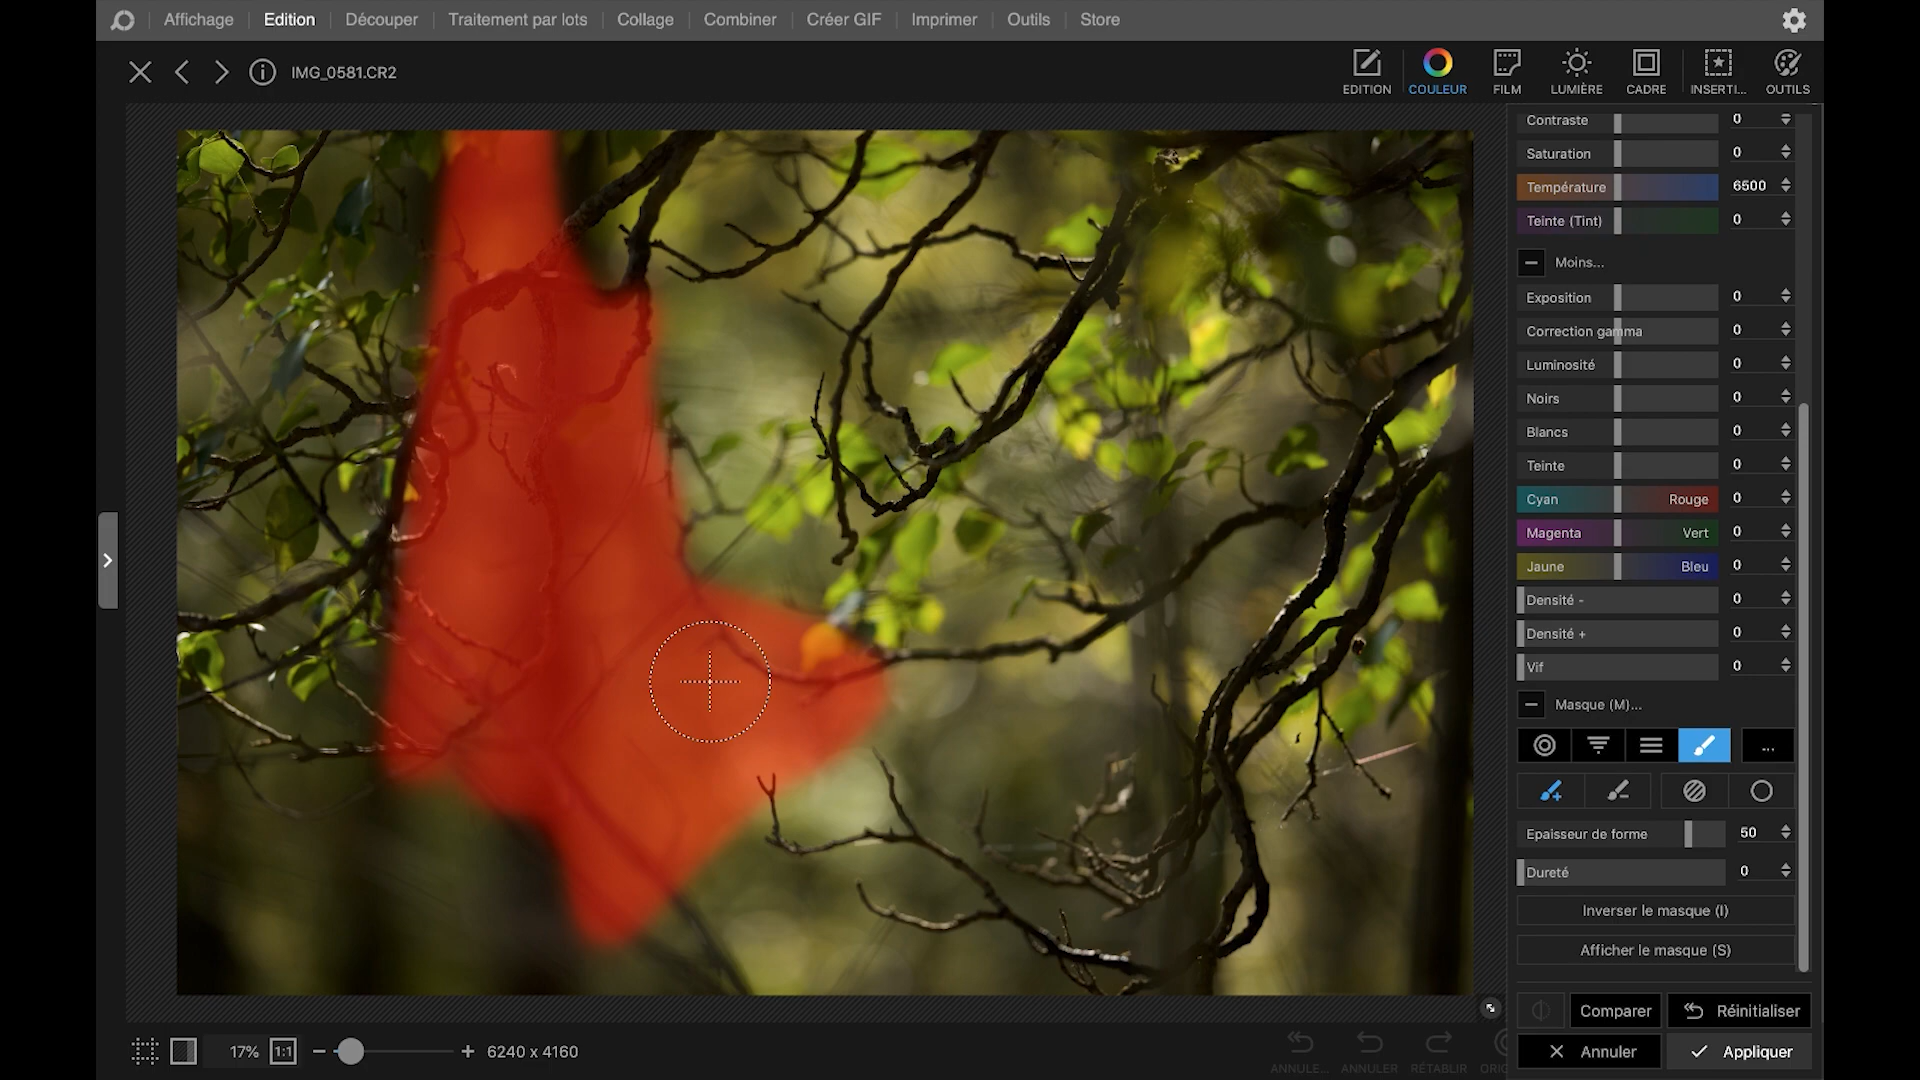 Affichage Edition Découper Traitement par lots Collage Combiner Créer GIF Imprimer Outils Store
IMG_0581.CR2
EDITION COULEUR FILM LUMIÈRE CADRE INSERTI... OUTILS
Contraste 0
Saturation 0
Température 6500
Teinte (Tint) 0
Moins...
Exposition 0
Correction gamma 0
Luminosité 0
Noirs 0
Blancs 0
Teinte 0
Cyan Rouge 0
Magenta Vert 0
Jaune Bleu 0
Densité - 0
Densité + 0
Vif 0
Masque (M)...
...
Epaisseur de forme 50
Dureté 0
Inverser le masque (I)
Afficher le masque (S)
Comparer Réinitialiser
17% 1:1 6240 x 4160
ANNULE... ANNULER RÉTABLIR ORIG
Annuler Appliquer